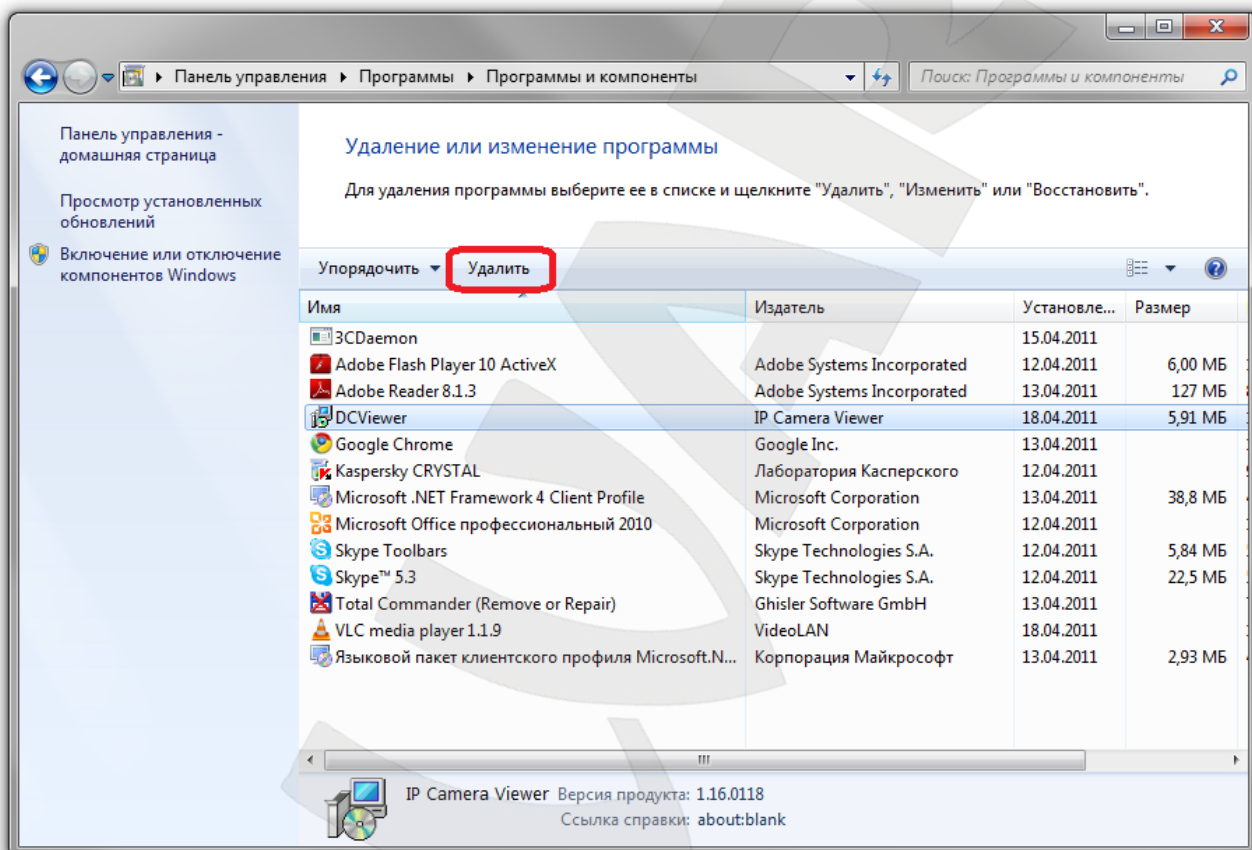 Панель управления Программы Программы и компоненты Поиск: Программы и компоненты
Панель управления -
домашняя страница
Просмотр установленных
обновлений
Включение или отключение
компонентов Windows
Удаление или изменение программы
Для удаления программы выберите ее в списке и щелкните "Удалить", "Изменить" или "Восстановить".
Упорядочить Удалить
Имя Издатель Установле... Размер
3CDaemon 15.04.2011
Adobe Flash Player 10 ActiveX Adobe Systems Incorporated 12.04.2011 6,00 МБ
Adobe Reader 8.1.3 Adobe Systems Incorporated 13.04.2011 127 МБ
DCViewer IP Camera Viewer 18.04.2011 5,91 МБ
Google Chrome Google Inc. 13.04.2011
Kaspersky CRYSTAL Лаборатория Касперского 12.04.2011
Microsoft .NET Framework 4 Client Profile Microsoft Corporation 13.04.2011 38,8 МБ
Microsoft Office профессиональный 2010 Microsoft Corporation 12.04.2011
Skype Toolbars Skype Technologies S.A. 12.04.2011 5,84 МБ
Skype™ 5.3 Skype Technologies S.A. 12.04.2011 22,5 МБ
Total Commander (Remove or Repair) Ghisler Software GmbH 13.04.2011
VLC media player 1.1.9 VideoLAN 18.04.2011
Языковой пакет клиентского профиля Microsoft.N... Корпорация Майкрософт 13.04.2011 2,93 МБ
IP Camera Viewer Версия продукта: 1.16.0118
Ссылка справки: about:blank